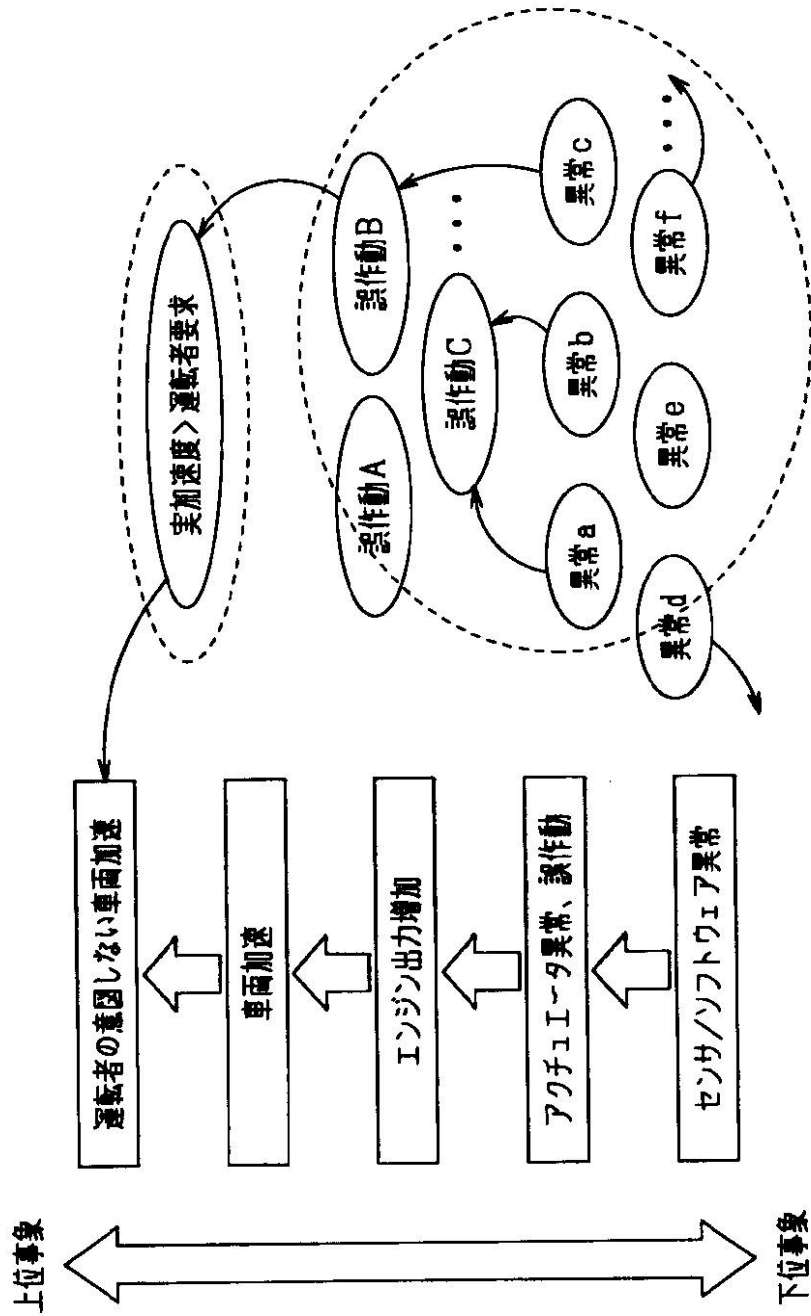 上位事象
下位事象
運転者の意図しない車両加速
車両加速
エンジン出力増加
アクチュエータ異常、誤作動
センサ/ソフトウェア異常
実加速度>運転者要求
誤作動A
誤作動B
誤作動C
・・・
異常a
異常b
異常c
異常d
異常e
異常f
・・・